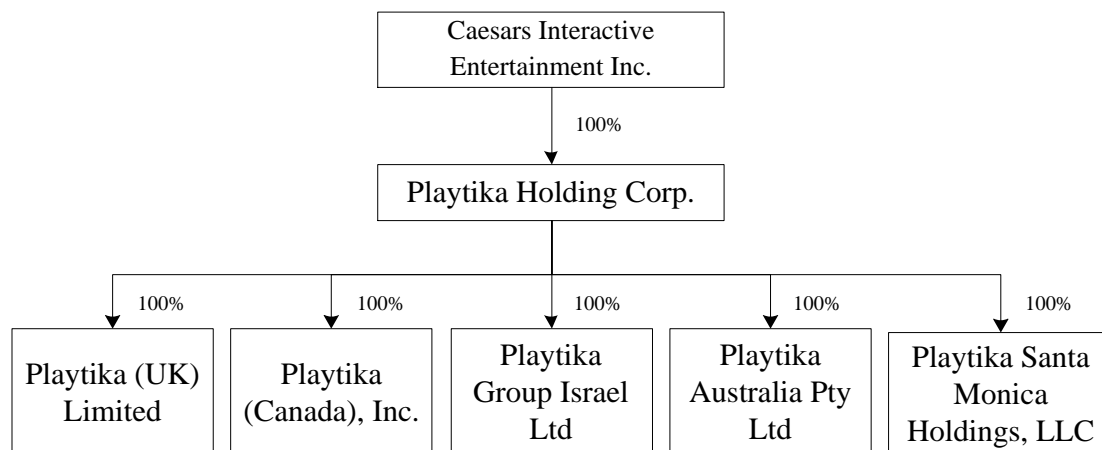 Caesars Interactive
Entertainment Inc.
100%
Playtika Holding Corp.
100%
100%
100%
100%
100%
Playtika (UK)
Limited
Playtika
(Canada), Inc.
Playtika
Group Israel
Ltd
Playtika
Australia Pty
Ltd
Playtika Santa
Monica
Holdings, LLC